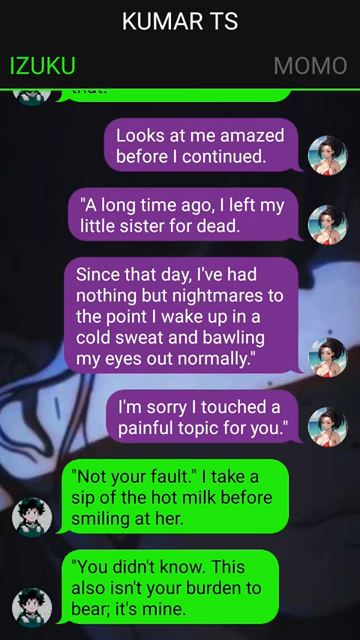 KUMAR TS
IZUKU
MOMO
that.
Looks at me amazed
before I continued.
"A long time ago, I left my
little sister for dead.
Since that day, I've had
nothing but nightmares to
the point I wake up in a
cold sweat and bawling
my eyes out normally."
I'm sorry I touched a
painful topic for you."
"Not your fault." I take a
sip of the hot milk before
smiling at her.
"You didn't know. This
also isn't your burden to
bear; it's mine.